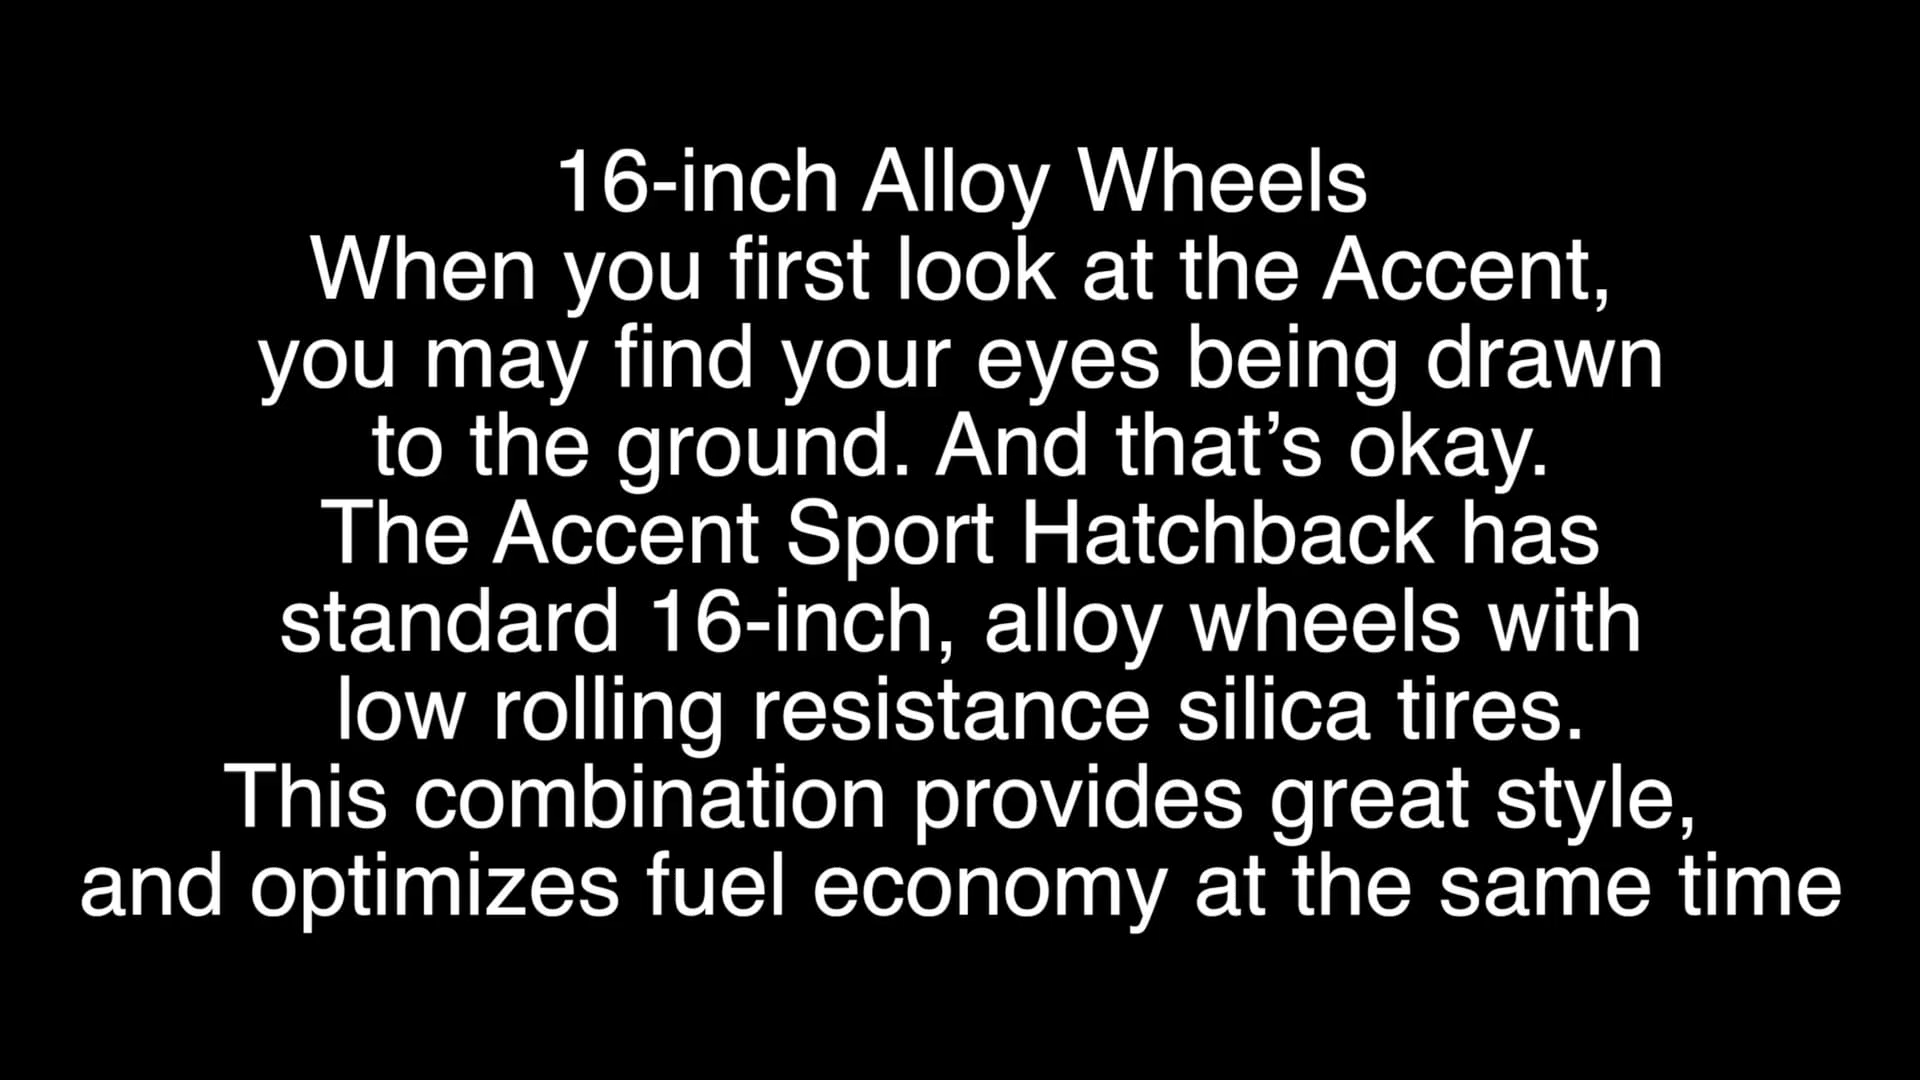 16-inch Alloy Wheels
When you first look at the Accent,
you may find your eyes being drawn
to the ground. And that’s okay.
The Accent Sport Hatchback has
standard 16-inch, alloy wheels with
low rolling resistance silica tires.
This combination provides great style,
and optimizes fuel economy at the same time